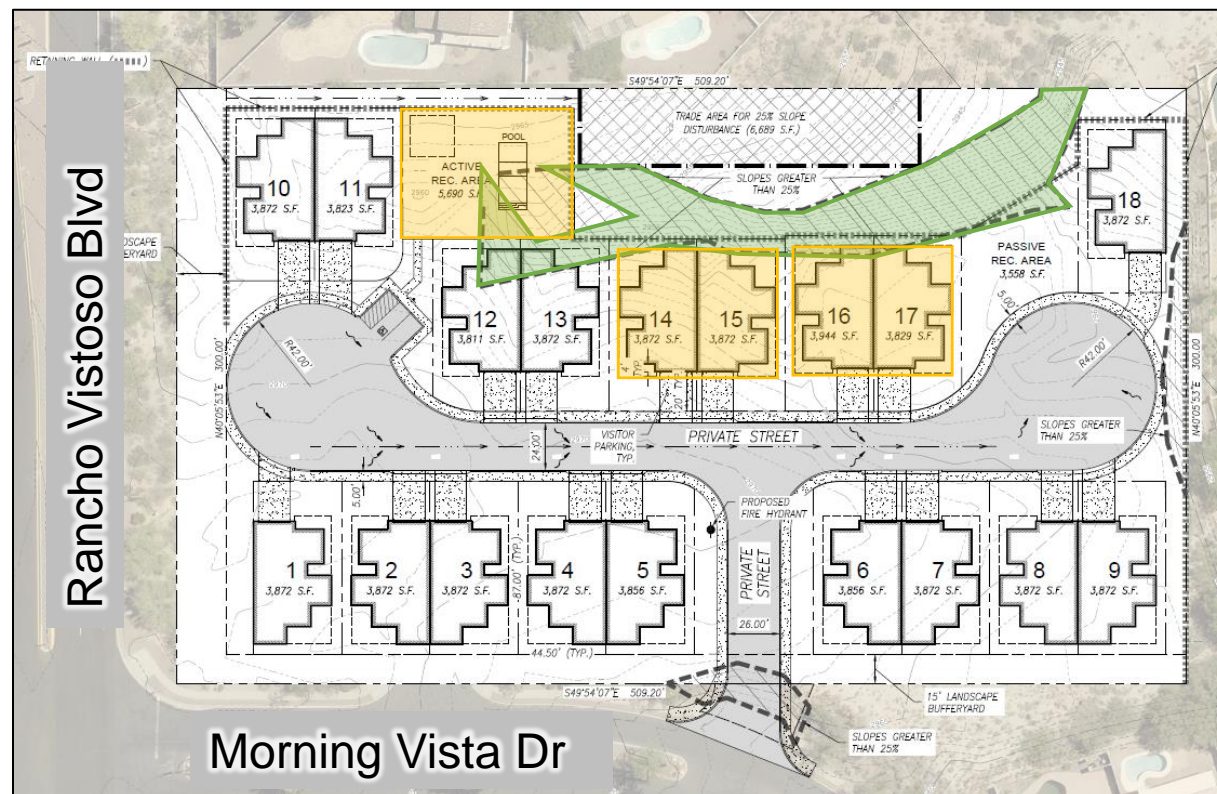 RETAINING WALL (
)
S49°54'07"E 509.20'
TRADE AREA FOR 25% SLOPE
DISTURBANCE (6,689 S.F.)
2965
POOL
ACTIVE
REC. AREA
5,690 S.F.
2960
SLOPES GREATER
THAN 25%
10
3,872 S.F.
11
3,823 S.F.
18
3,872 S.F.
PASSIVE
REC. AREA
3,558 S.F.
Rancho Vistoso Blvd
DSCAPE
FERYARD
12
3,811 S.F.
13
3,872 S.F.
14
3,872 S.F.
15
3,872 S.F.
16
3,944 S.F.
17
3,829 S.F.
5.00'
R42.00'
R42.00'
N40°05'53"E 300.00'
N40°05'53"E 300.00
4'
TYP.
20'
TYP.
24.00'
VISITOR
PARKING,
TYP.
PRIVATE STREET
SLOPES GREATER
THAN 25%
5.00'
PROPOSED
FIRE HYDRANT
1
3,872 S.F.
2
3,872 S.F.
3
3,872 S.F.
4
3,872 S.F.
5
3,856 S.F.
87.00' (TYP.)
PRIVATE
STREET
26.00'
6
3,856 S.F.
7
3,872 S.F.
8
3,872 S.F.
9
3,872 S.F.
44.50' (TYP.)
S49°54'07"E 509.20'
15' LANDSCAPE
BUFFERYARD
SLOPES GREATER
THAN 25%
Morning Vista Dr